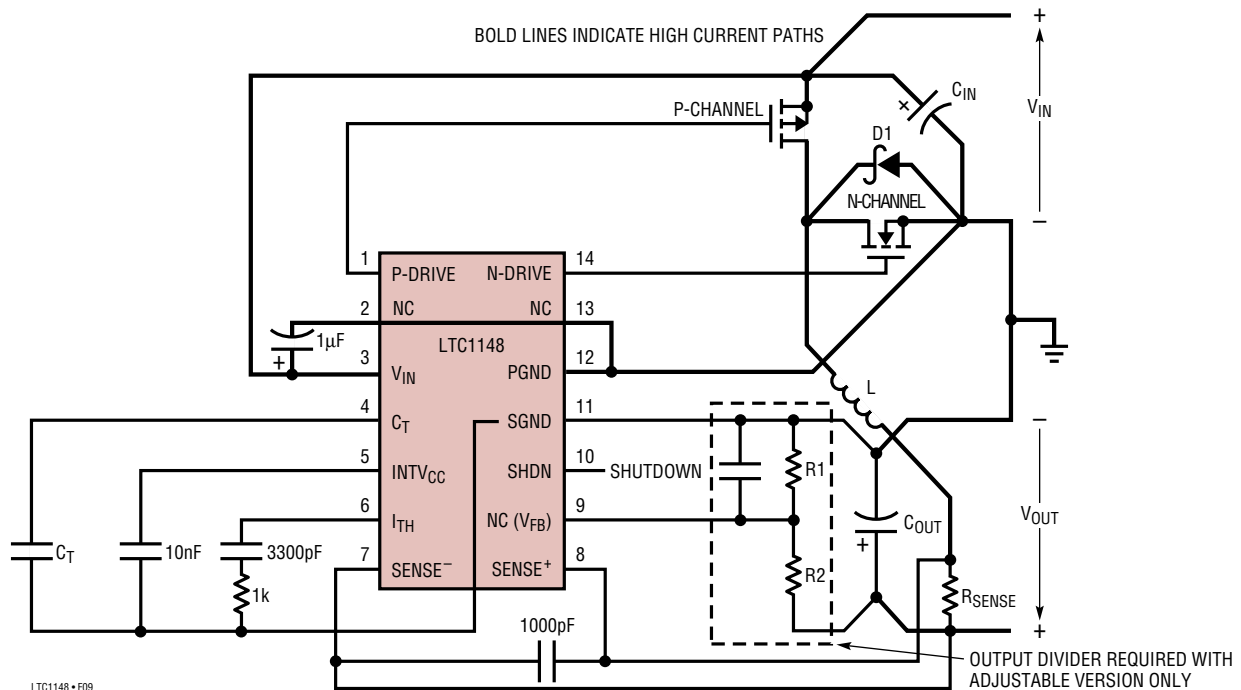 BOLD LINES INDICATE HIGH CURRENT PATHS
+
P-CHANNEL
+
C_IN
V_IN
D1
N-CHANNEL
−
1
P-DRIVE
N-DRIVE
14
2
NC
NC
13
1µF
+
LTC1148
3
V_IN
PGND
12
L
4
C_T
SGND
11
−
5
INTV_CC
SHDN
10
SHUTDOWN
R1
6
I_TH
NC (V_FB)
9
C_OUT
+
V_OUT
C_T
10nF
3300pF
7
SENSE−
SENSE+
8
R2
1k
R_SENSE
1000pF
+
OUTPUT DIVIDER REQUIRED WITH
ADJUSTABLE VERSION ONLY
LTC1148 • F09